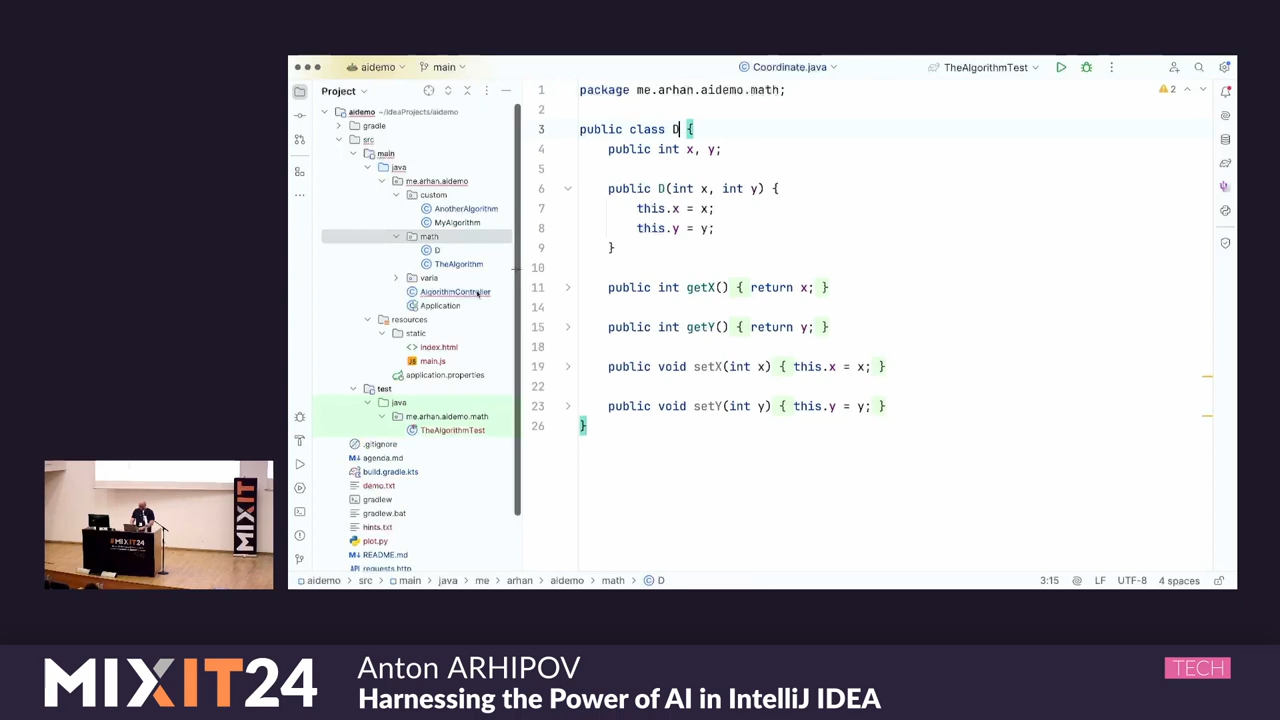 aidemo
main
Coordinate.java
TheAlgorithmTest
Project
aidemo ~/IdeaProjects/aidemo
gradle
src
main
java
me.arhan.aidemo
custom
AnotherAlgorithm
MyAlgorithm
math
D
TheAlgorithm
varia
AlgorithmController
Application
resources
static
index.html
main.js
application.properties
test
java
me.arhan.aidemo.math
TheAlgorithmTest
.gitignore
agenda.md
build.gradle.kts
demo.txt
gradlew
gradlew.bat
hints.txt
plot.py
README.md
requests.http
2
1 package me.arhan.aidemo.math;
2
3 public class D {
4 public int x, y;
5
6 public D(int x, int y) {
7 this.x = x;
8 this.y = y;
9 }
10
11 public int getX() { return x; }
14
15 public int getY() { return y; }
18
19 public void setX(int x) { this.x = x; }
22
23 public void setY(int y) { this.y = y; }
26 }
aidemo > src > main > java > me > arhan > aidemo > math > D
3:15 LF UTF-8 4 spaces
MIXIT
#MIXIT24
MIXIT24
Anton ARHIPOV
Harnessing the Power of AI in IntelliJ IDEA
TECH